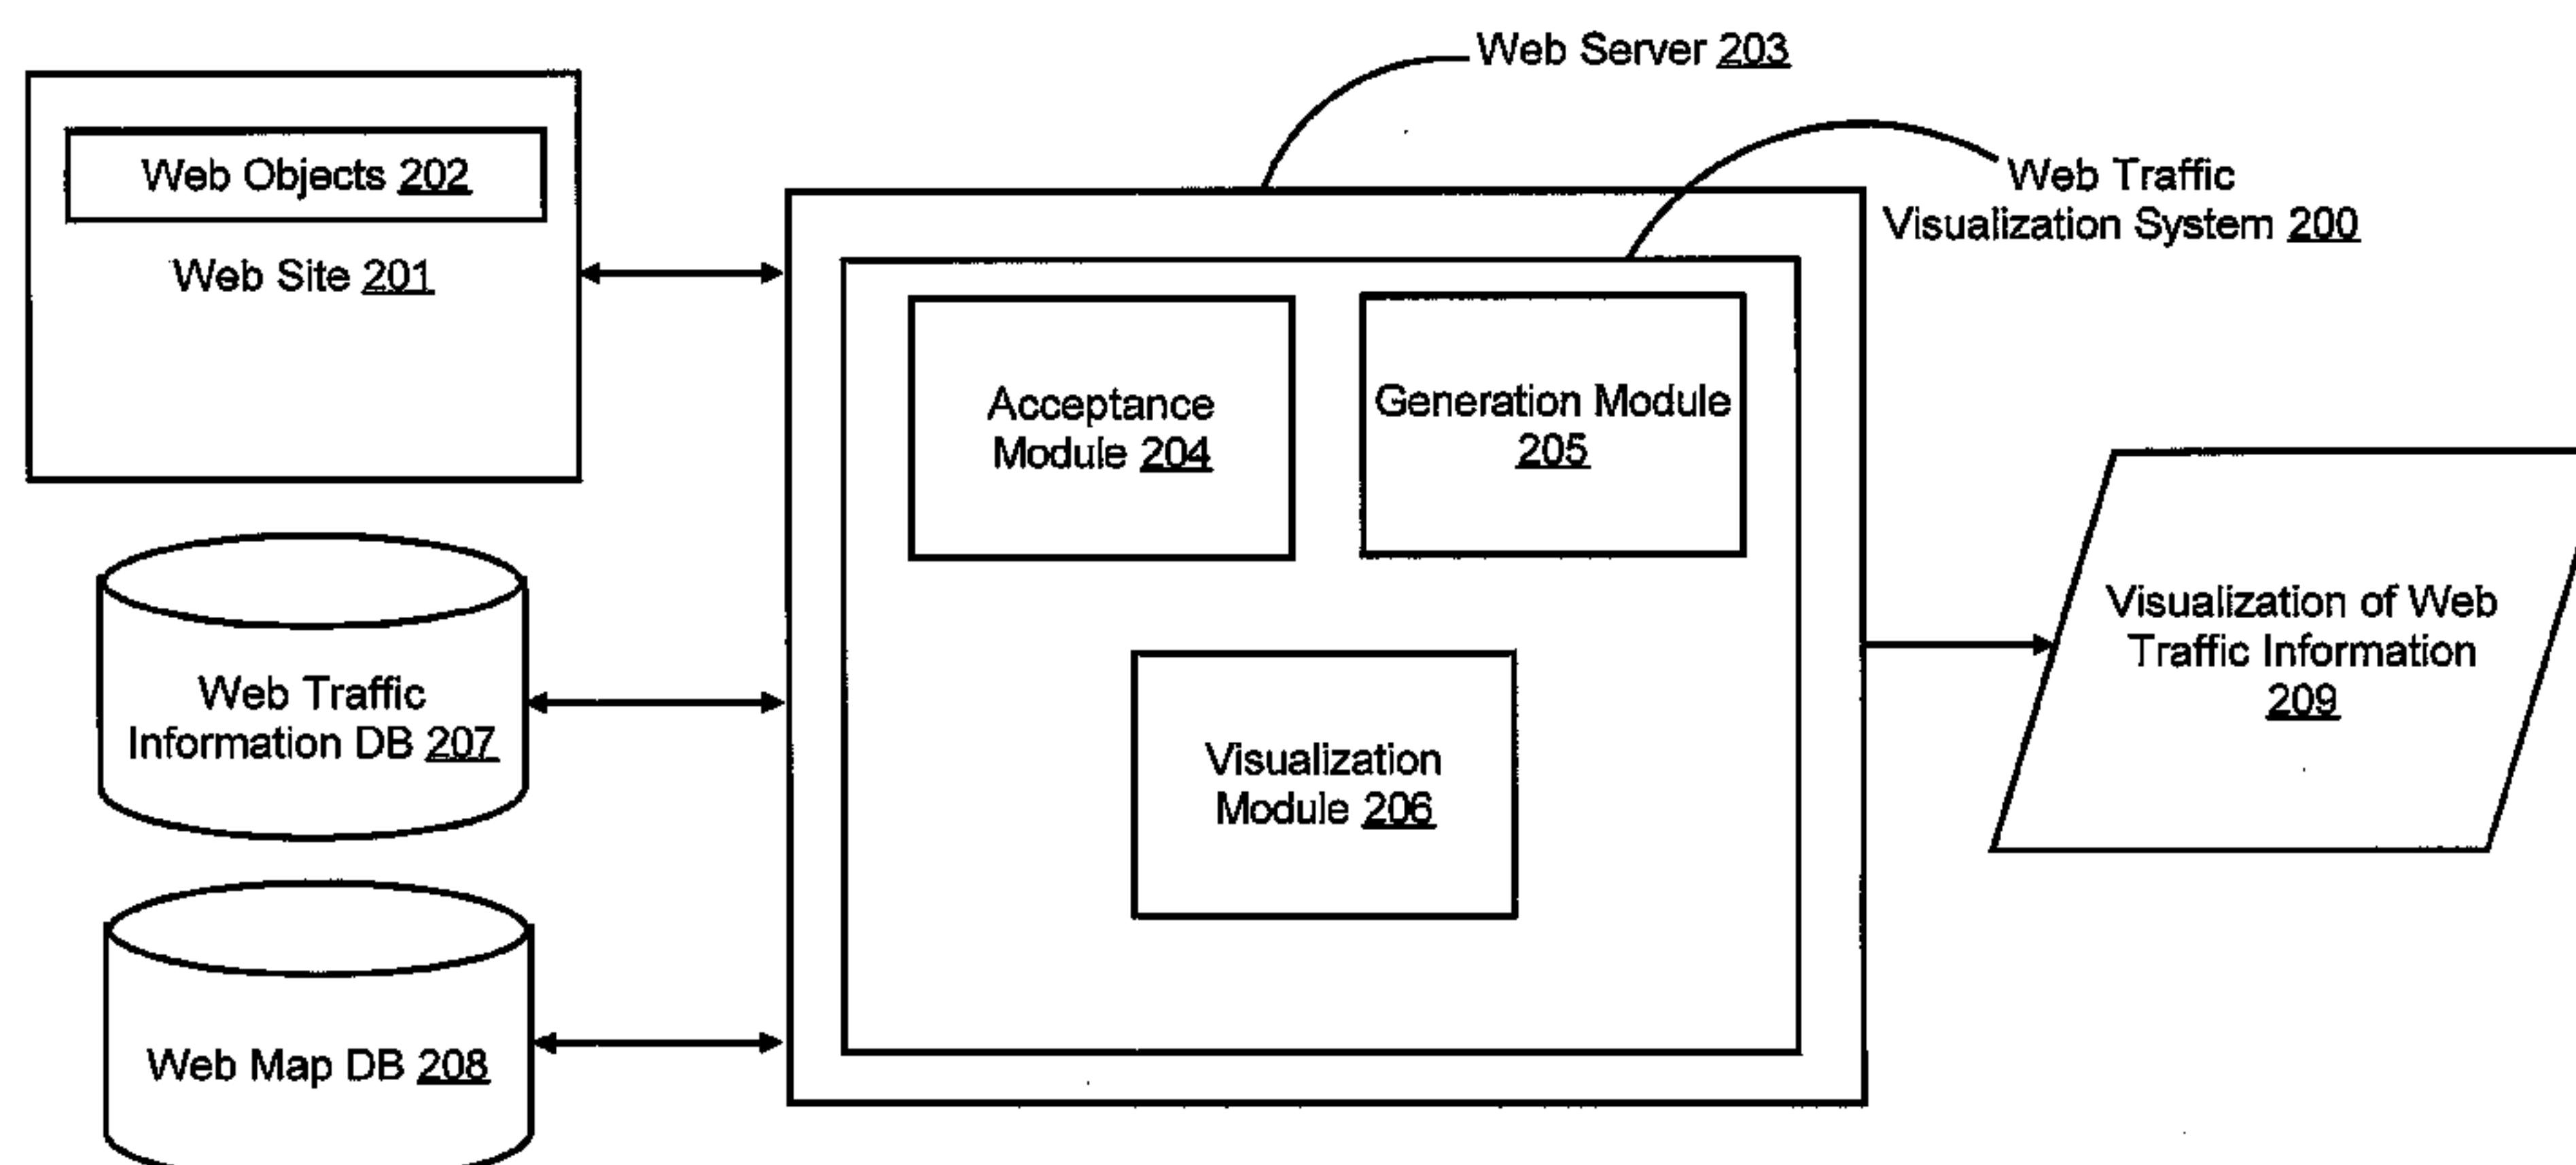 Web Server 203
Web Objects 202
Web Site 201
Web Traffic
Visualization System 200
Acceptance
Module 204
Generation Module
205
Visualization of Web
Traffic Information
209
Web Traffic
Information DB 207
Visualization
Module 206
Web Map DB 208